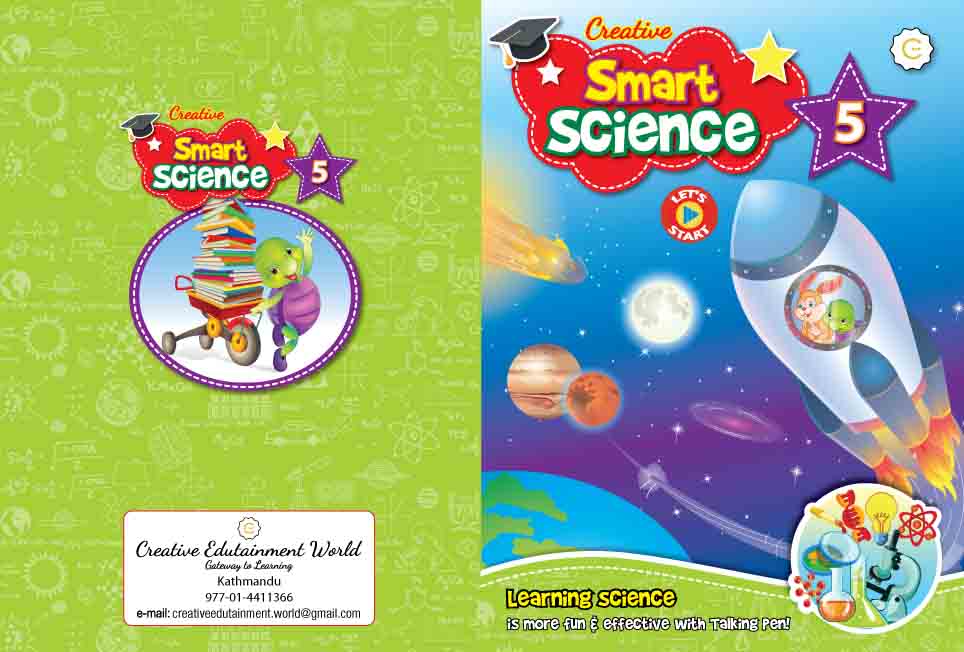 Creative
Smart
Science
5
Creative Edutainment World
Gateway to Learning
Kathmandu
977-01-4411366
e-mail: creativeedutainment.world@gmail.com
Creative
Smart
Science
5
LET'S
START
Learning science
is more fun & effective with Talking Pen!